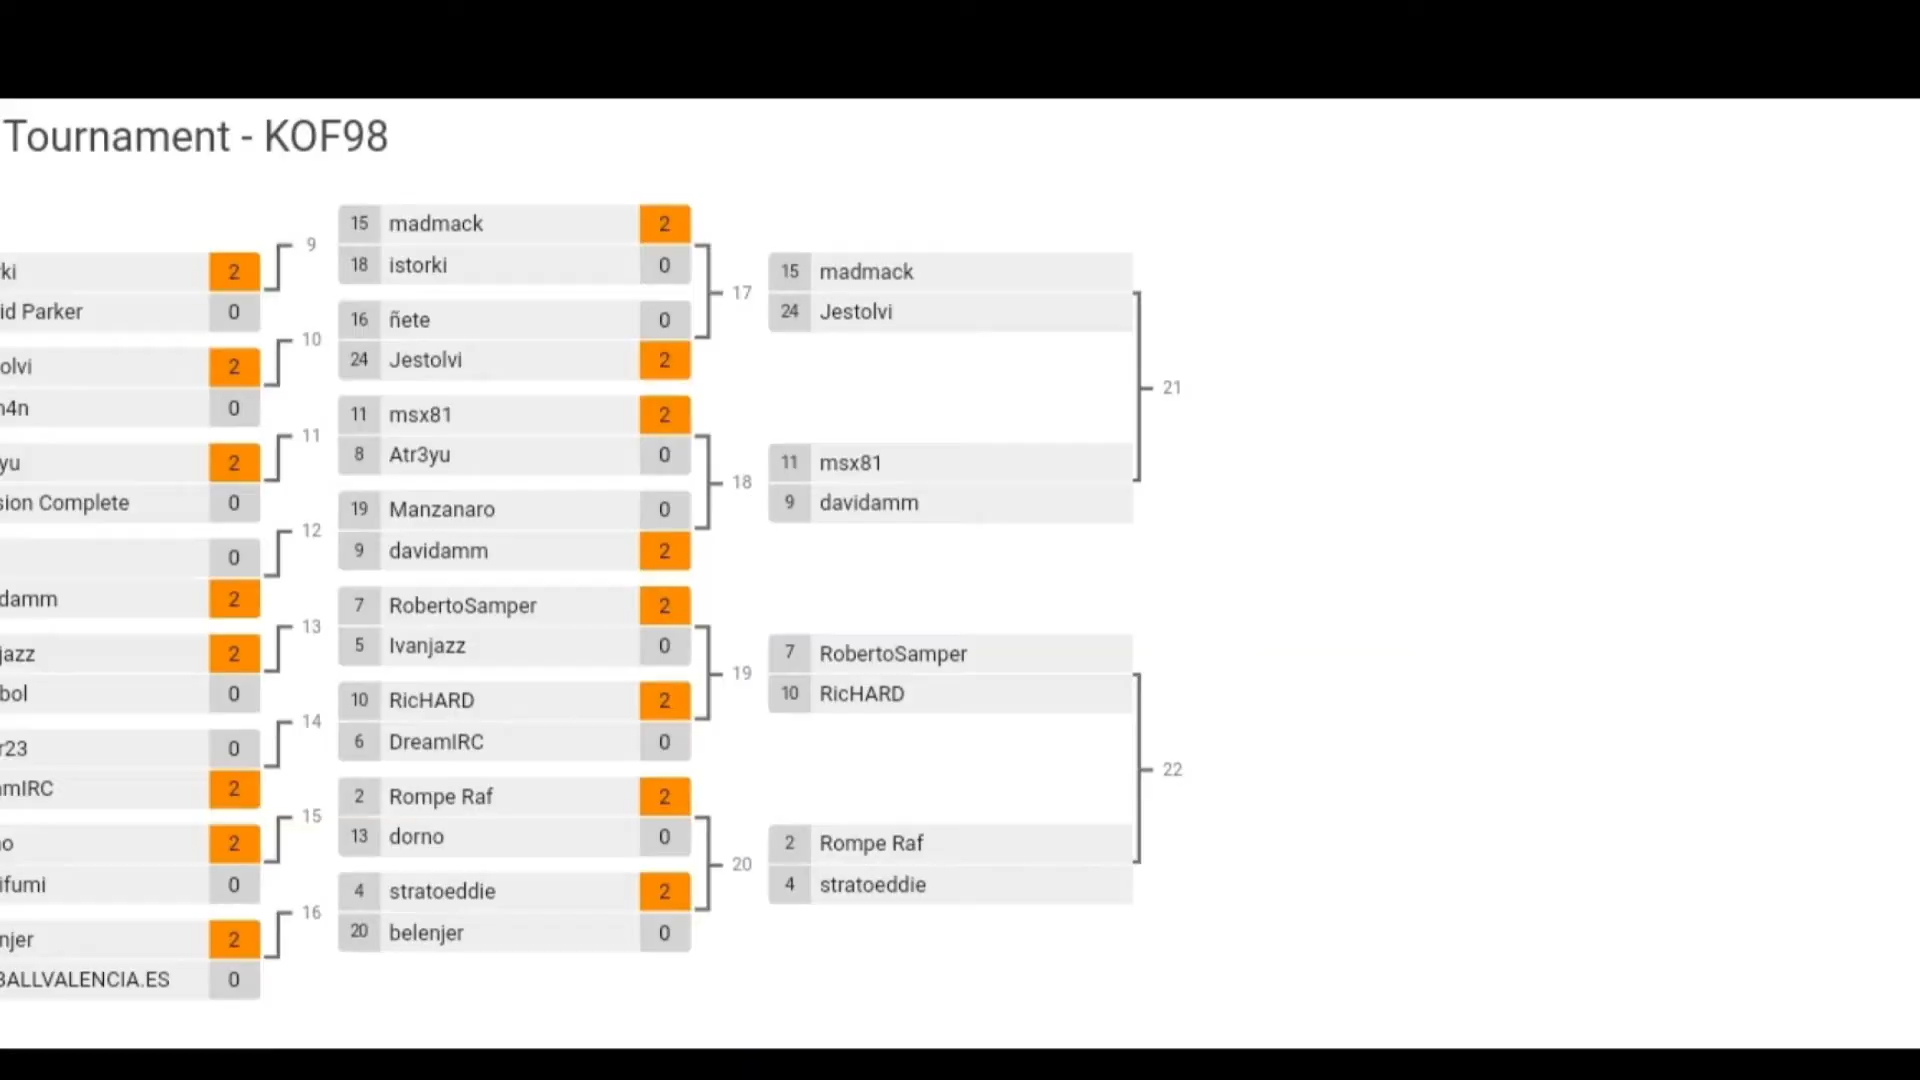 Tournament - KOF98
ki 2
id Parker 0
olvi 2
n4n 0
yu 2
sion Complete 0
0
damm 2
jazz 2
bol 0
r23 0
mIRC 2
o 2
ifumi 0
njer 2
BALLVALENCIA.ES 0
9
10
11
12
13
14
15
16
15 madmack 2
18 istorki 0
16 ñete 0
24 Jestolvi 2
11 msx81 2
8 Atr3yu 0
19 Manzanaro 0
9 davidamm 2
7 RobertoSamper 2
5 Ivanjazz 0
10 RicHARD 2
6 DreamIRC 0
2 Rompe Raf 2
13 dorno 0
4 stratoeddie 2
20 belenjer 0
17
18
19
20
15 madmack
24 Jestolvi
11 msx81
9 davidamm
7 RobertoSamper
10 RicHARD
2 Rompe Raf
4 stratoeddie
21
22